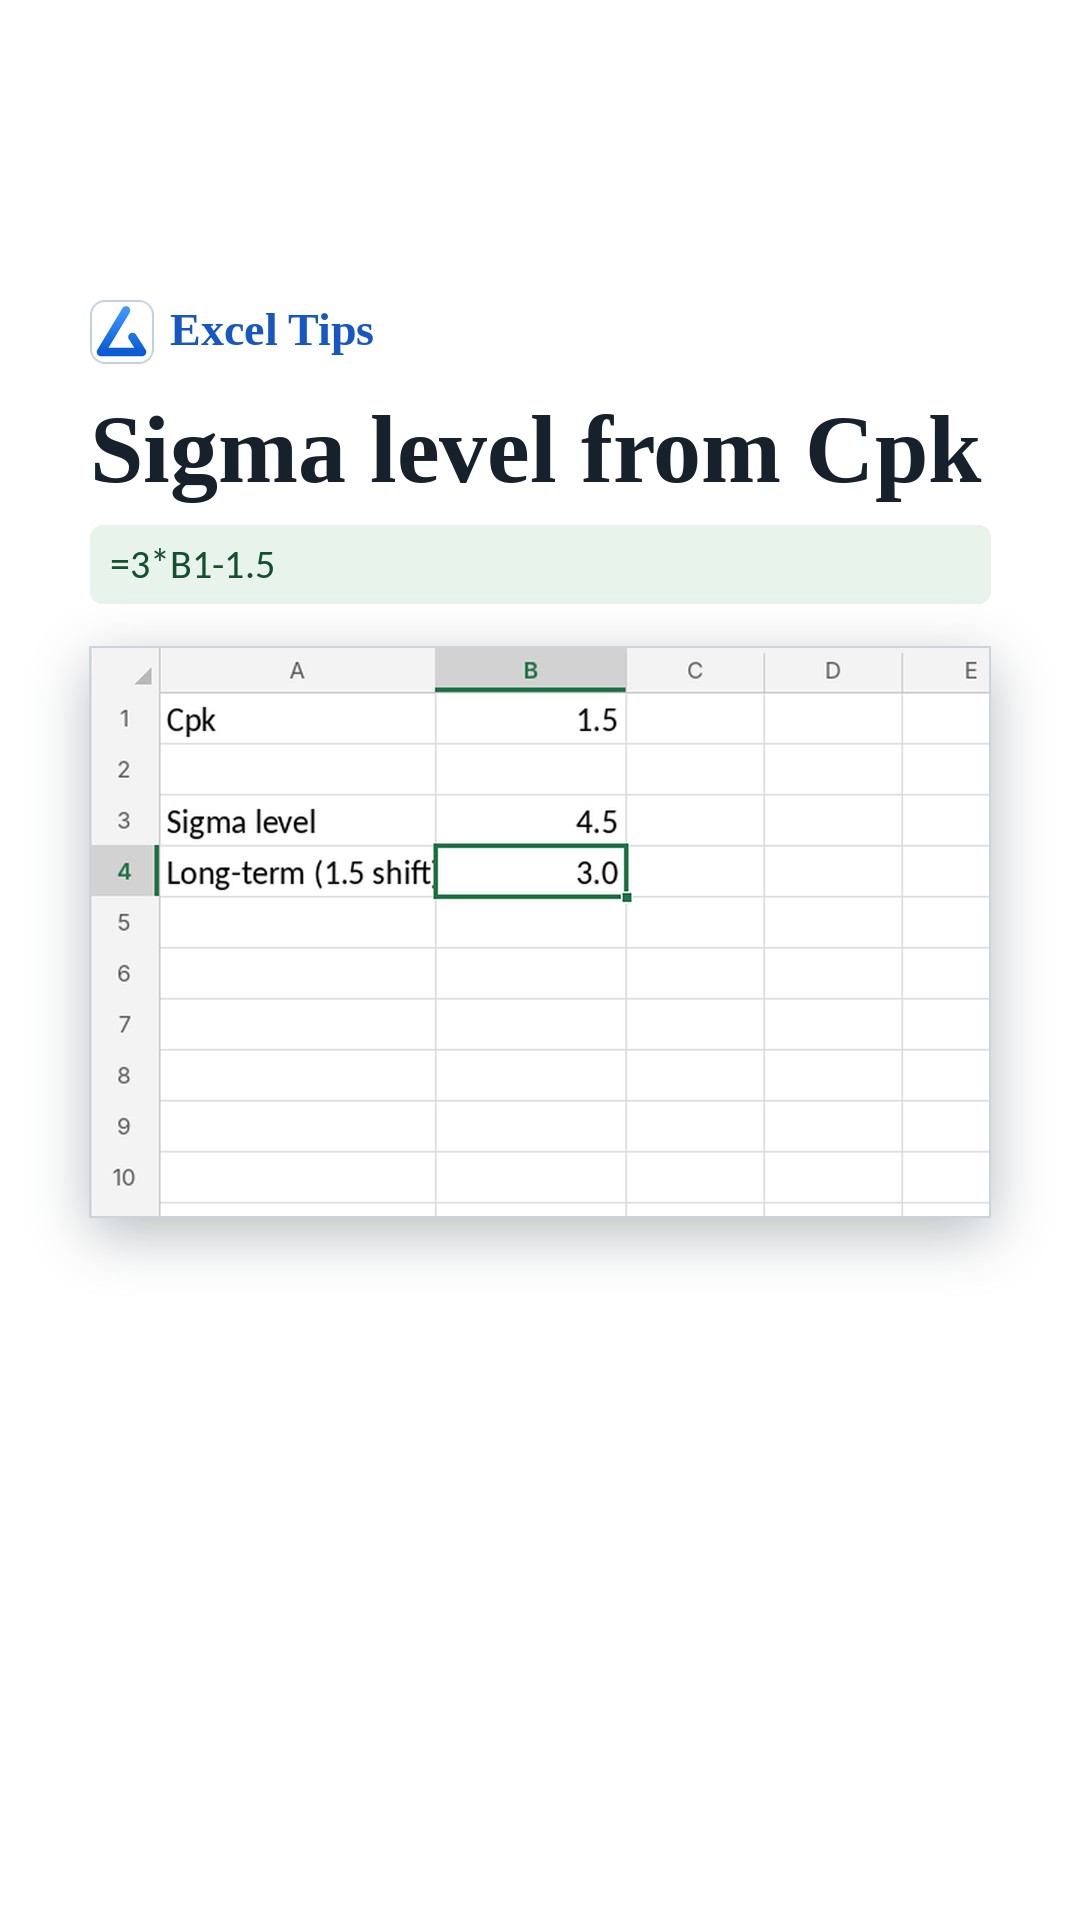 Excel Tips
Sigma level from Cpk
=3*B1-1.5
A B C D E
1 Cpk 1.5
2
3 Sigma level 4.5
4 Long-term (1.5 shift) 3.0
5
6
7
8
9
10